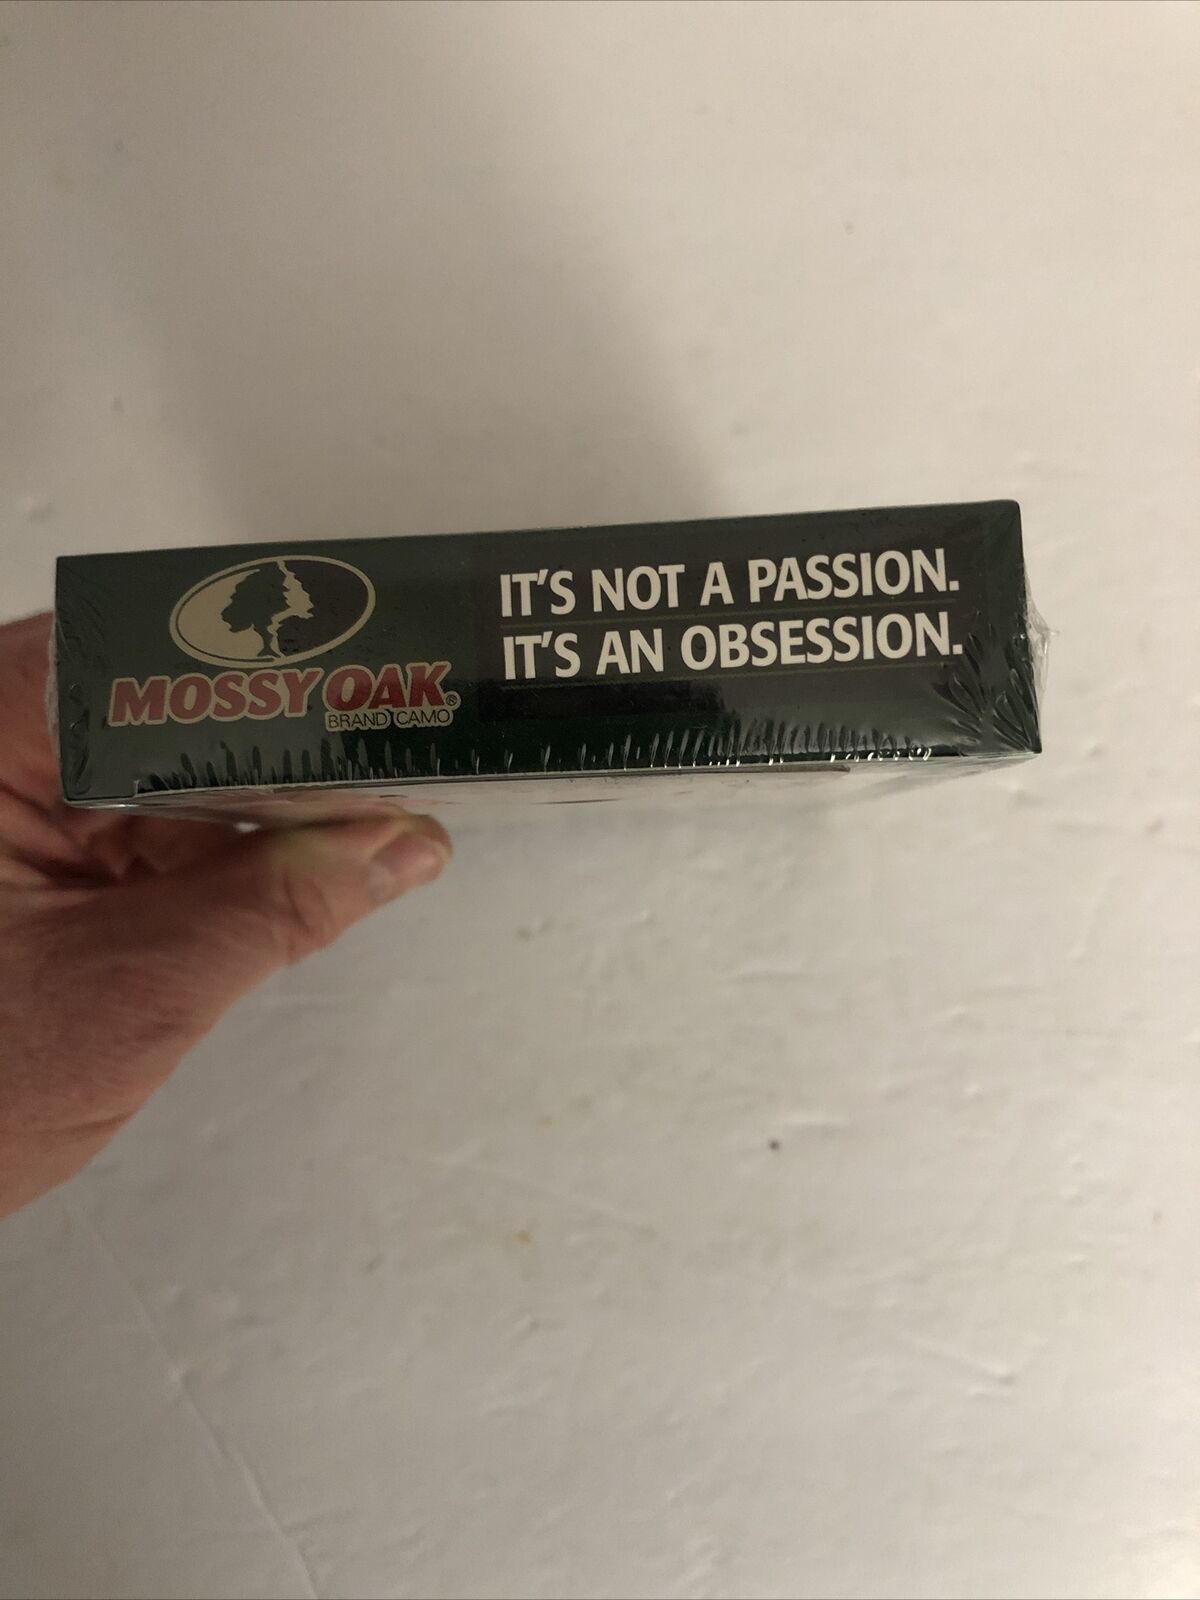 MOSSY OAK®
BRAND CAMO
IT'S NOT A PASSION.
IT'S AN OBSESSION.